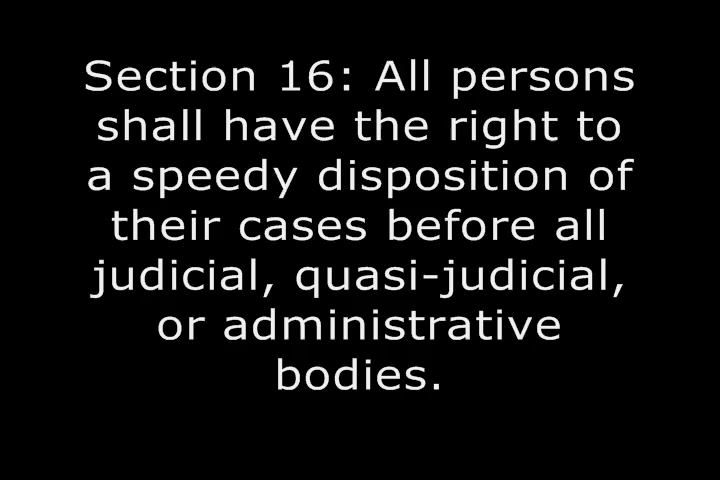 Section 16: All persons
shall have the right to
a speedy disposition of
their cases before all
judicial, quasi-judicial,
or administrative
bodies.